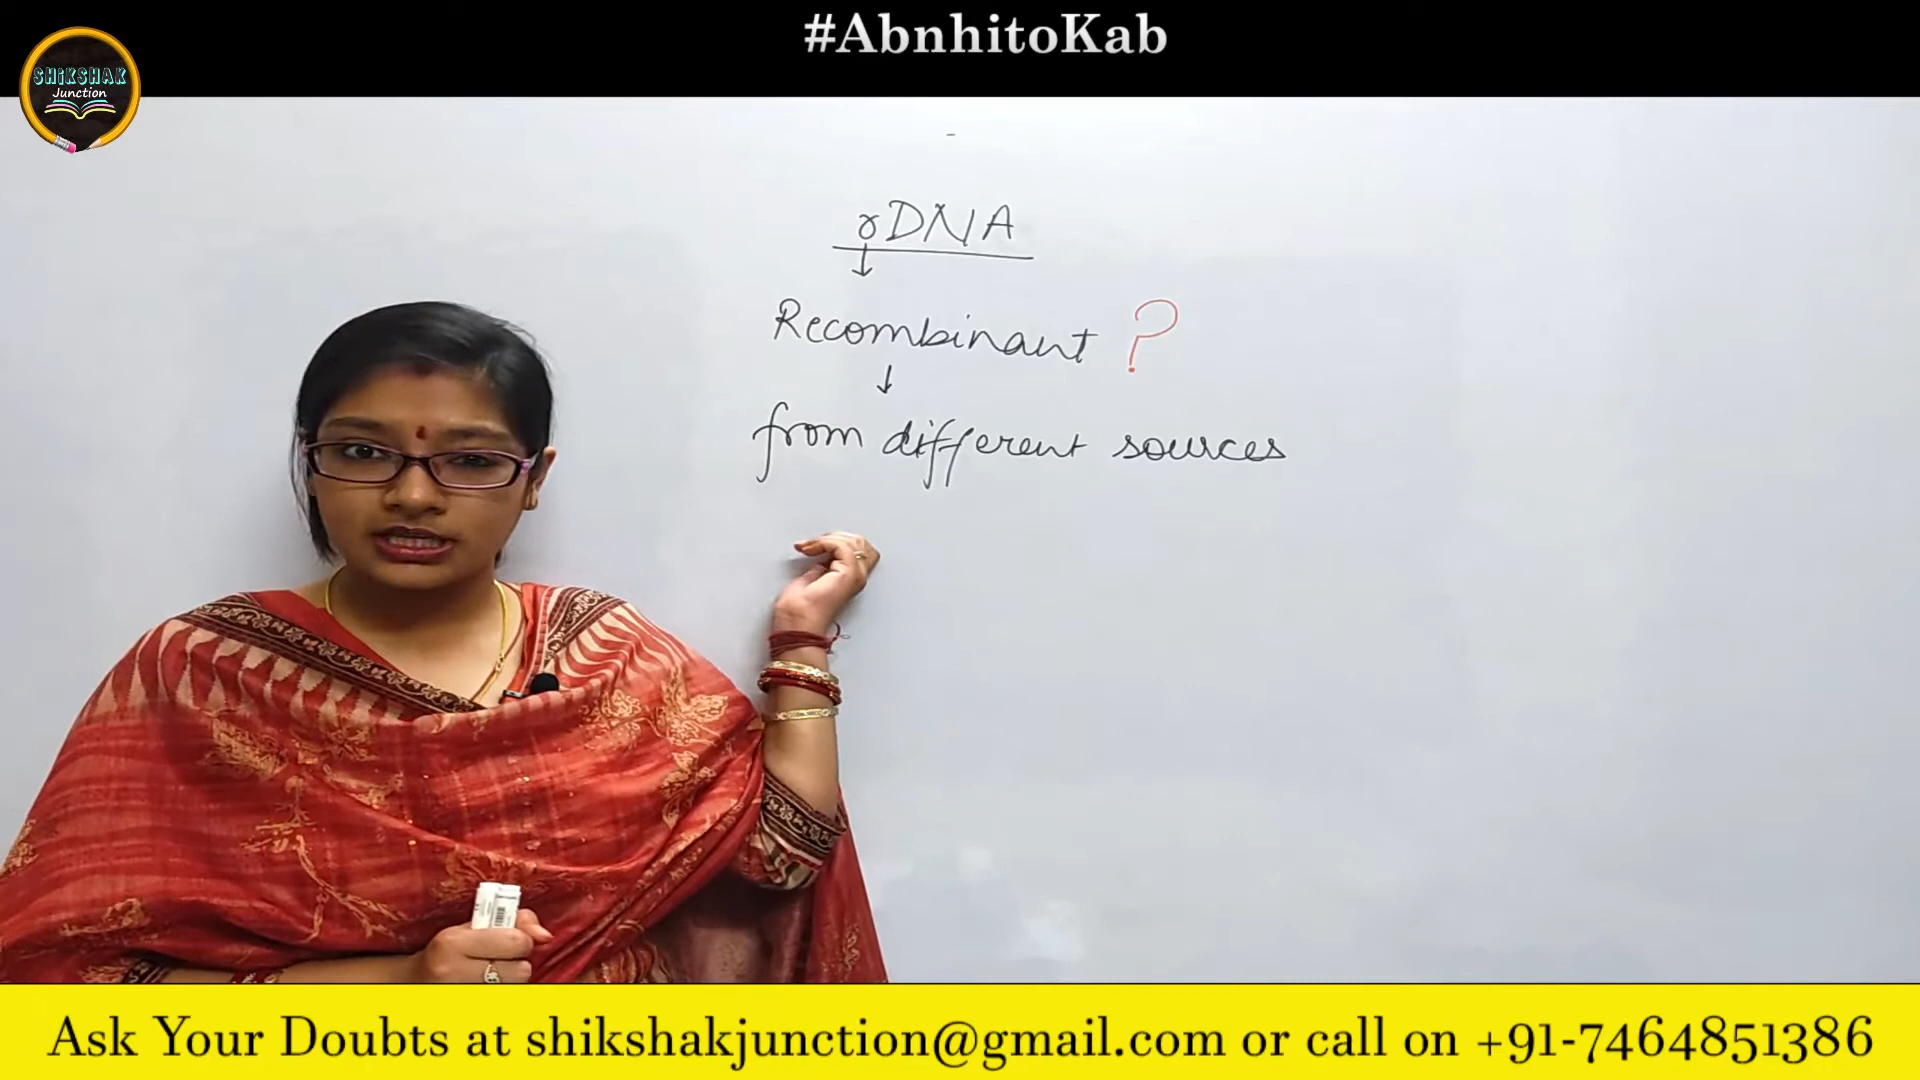 #AbnhitoKab
SHiKSHAK
Junction
rDNA
Recombinant ?
from different sources
Ask Your Doubts at shikshakjunction@gmail.com or call on +91-7464851386